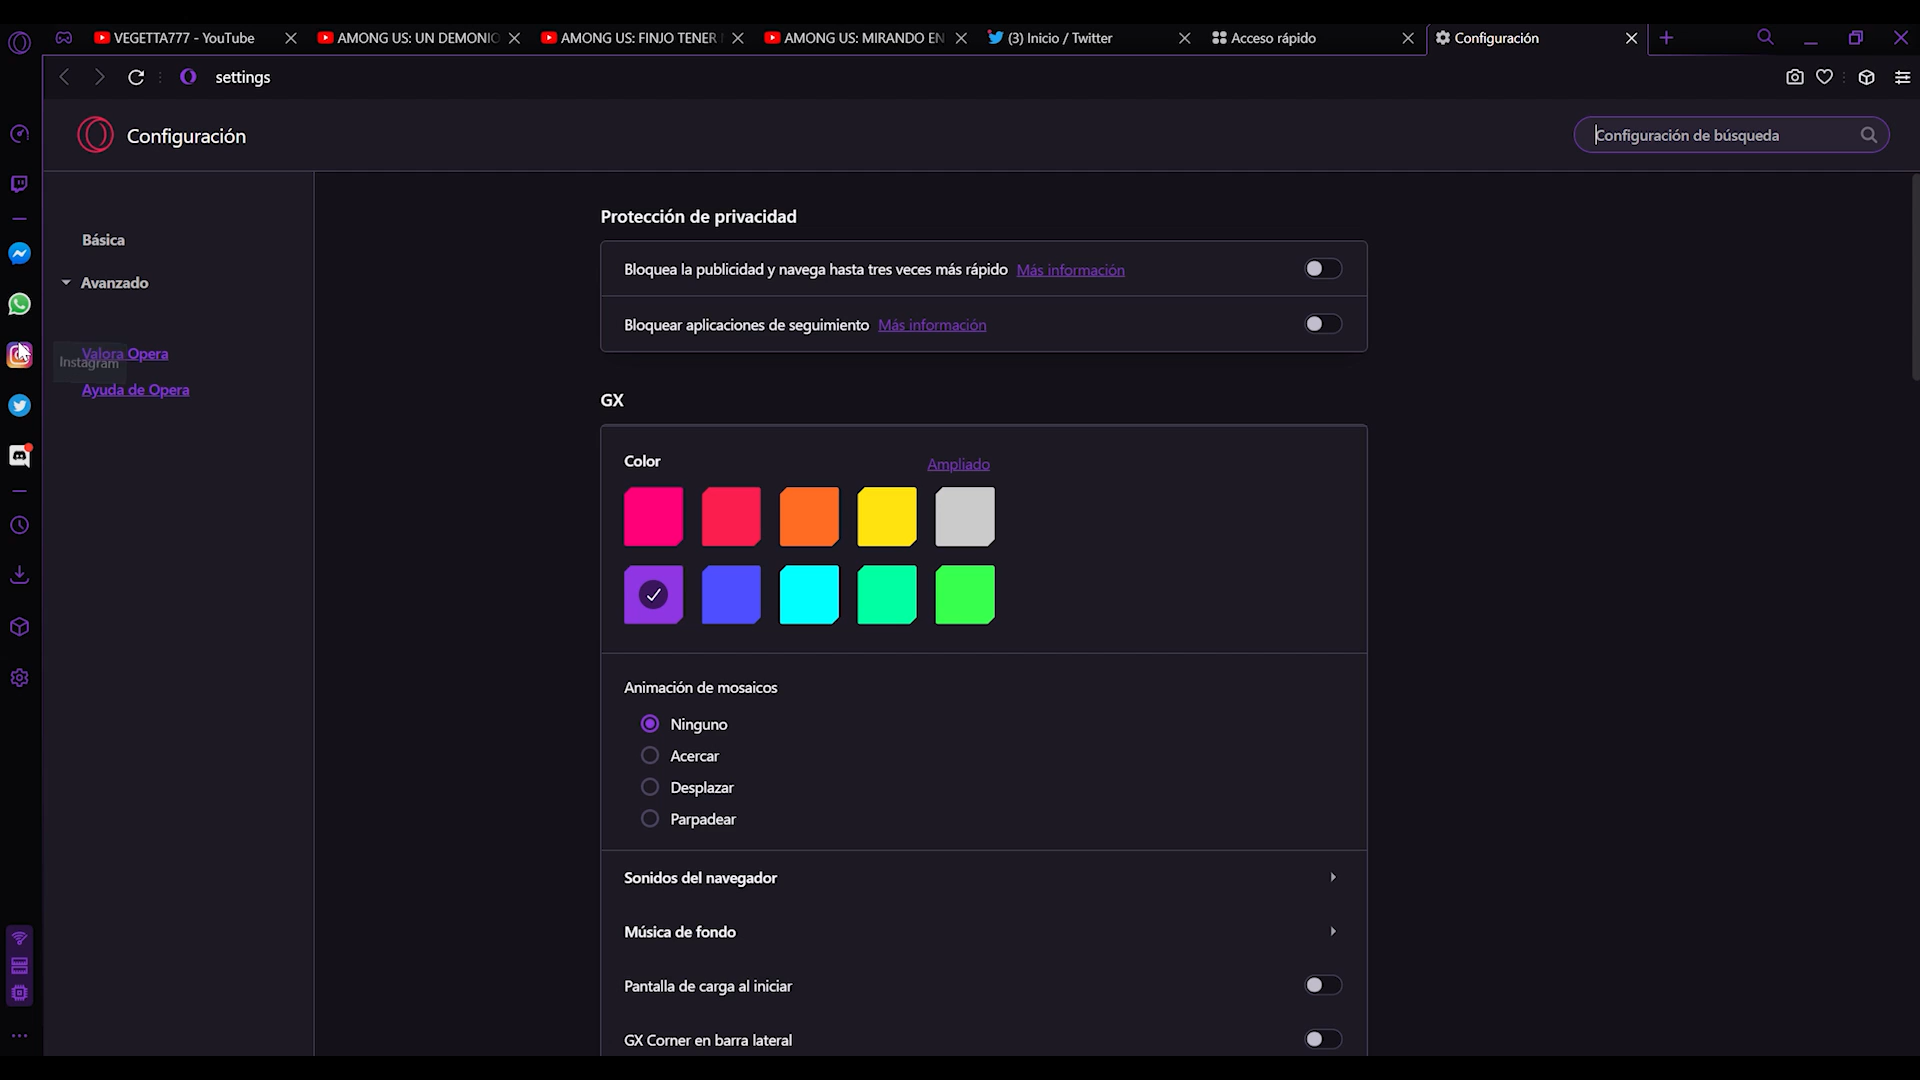 VEGETTA777 - YouTube
AMONG US: UN DEMONIO
AMONG US: FINJO TENER
AMONG US: MIRANDO EN
(3) Inicio / Twitter
Acceso rápido
Configuración
settings
Configuración
Configuración de búsqueda
Básica
Avanzado
Valora Opera
Instagram
Ayuda de Opera
Protección de privacidad
Bloquea la publicidad y navega hasta tres veces más rápido Más información
Bloquear aplicaciones de seguimiento Más información
GX
Color
Ampliado
Animación de mosaicos
Ninguno
Acercar
Desplazar
Parpadear
Sonidos del navegador
Música de fondo
Pantalla de carga al iniciar
GX Corner en barra lateral